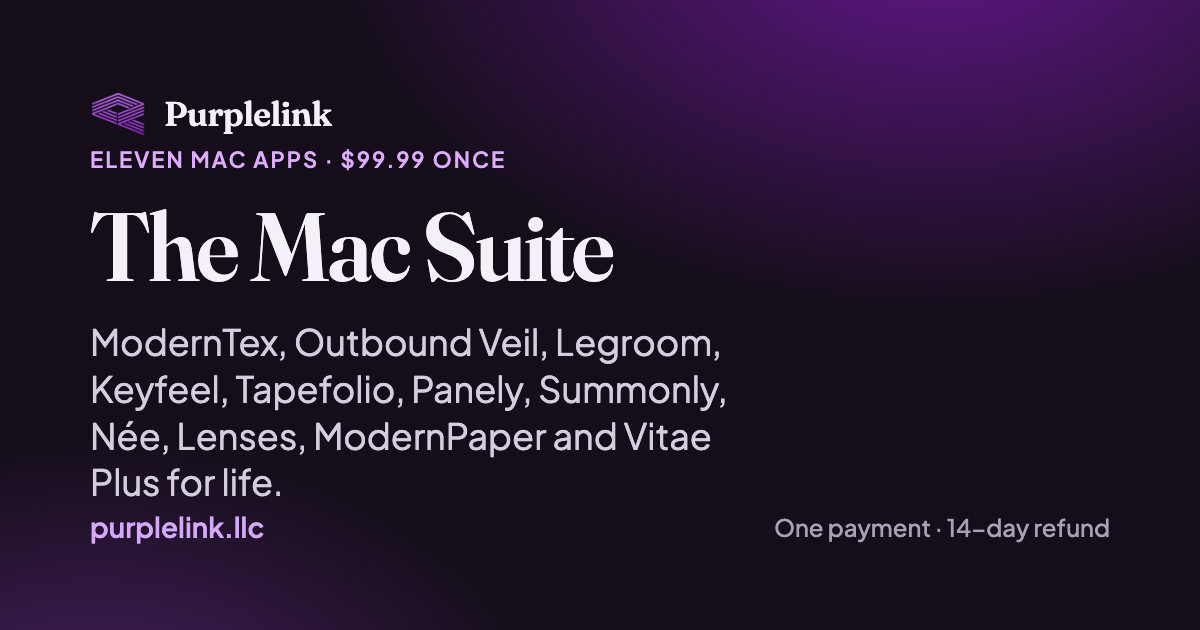 Purplelink
ELEVEN MAC APPS · $99.99 ONCE
The Mac Suite
ModernTex, Outbound Veil, Legroom,
Keyfeel, Tapefolio, Panely, Summonly,
Née, Lenses, ModernPaper and Vitae
Plus for life.
purplelink.llc
One payment · 14–day refund